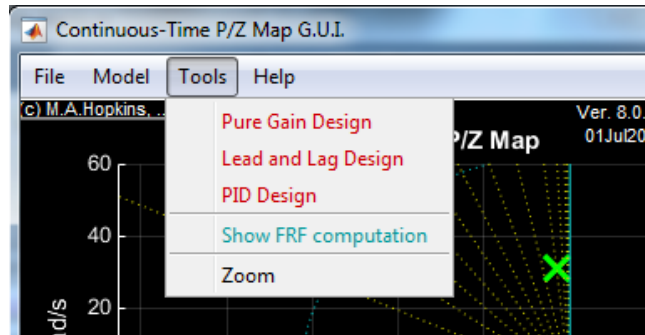 Continuous-Time P/Z Map G.U.I.
File Model Tools Help
(c) M.A.Hopkins, ..
Ver. 8.0.
Pure Gain Design
P/Z Map
01Jul20
Lead and Lag Design
60
PID Design
40
Show FRF computation
Zoom
20
d/s